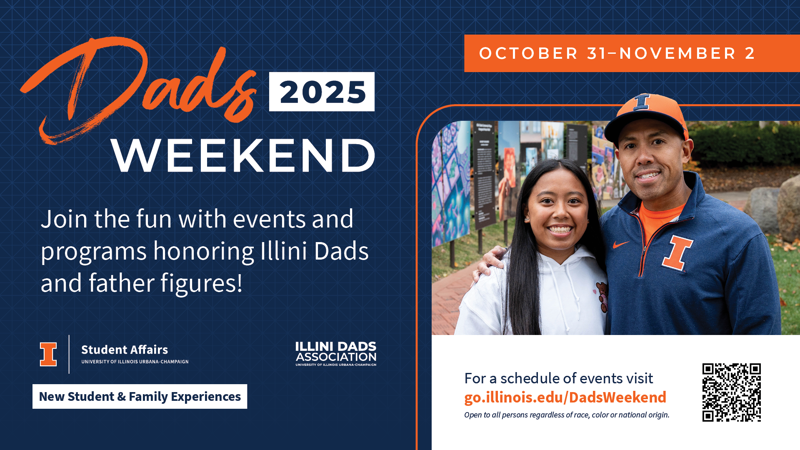 Dads 2025
WEEKEND
Join the fun with events and
programs honoring Illini Dads
and father figures!
I
Student Affairs
UNIVERSITY OF ILLINOIS URBANA-CHAMPAIGN
ILLINI DADS
ASSOCIATION
UNIVERSITY OF ILLINOIS URBANA-CHAMPAIGN
New Student & Family Experiences
OCTOBER 31–NOVEMBER 2
I
I
For a schedule of events visit
go.illinois.edu/DadsWeekend
Open to all persons regardless of race, color or national origin.